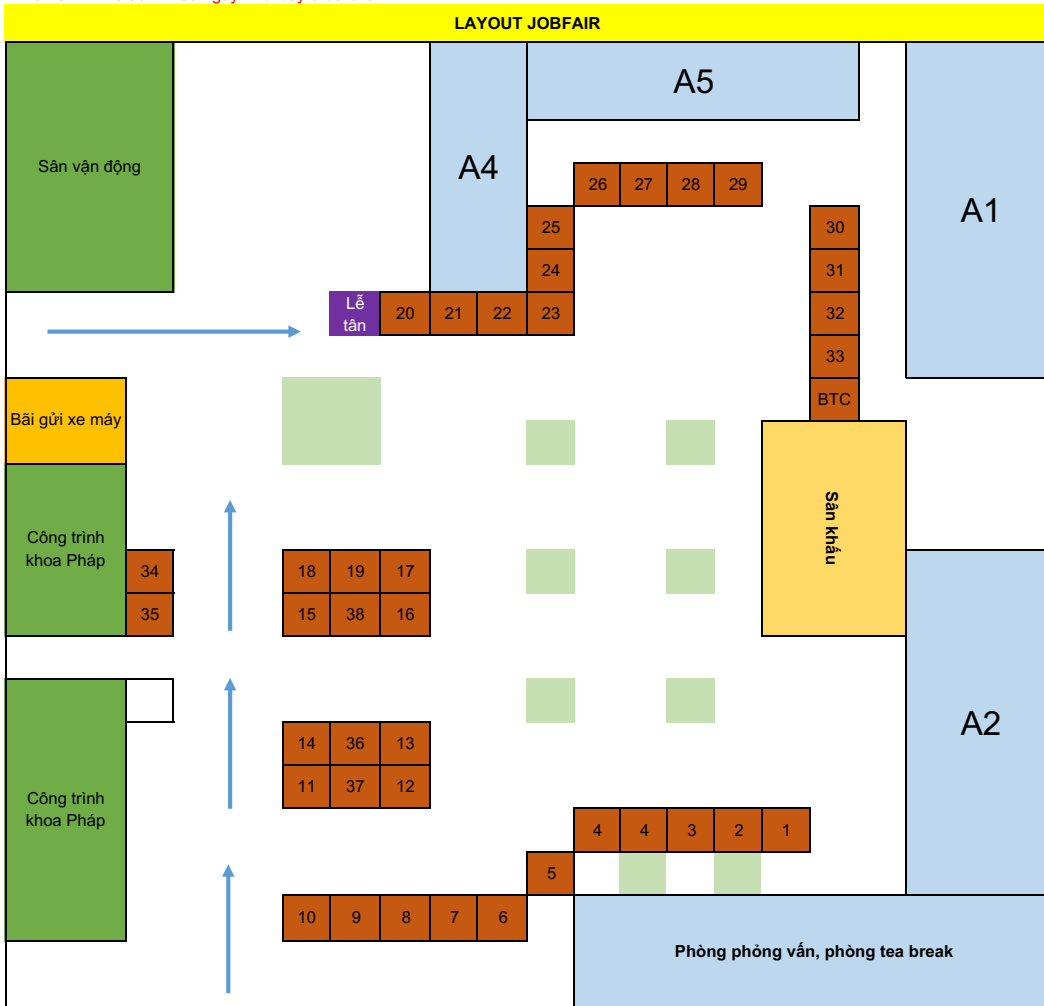 LAYOUT JOBFAIR
A5
Sân vận động
A4
A1
26 27 28 29
25
30
24
31
Lễ
tân
20 21 22 23
32
33
BTC
Bãi gửi xe máy
Sân khấu
Công trình
khoa Pháp
34
18 19 17
35
15 38 16
A2
14 36 13
11 37 12
Công trình
khoa Pháp
4 4 3 2 1
5
10 9 8 7 6
Phòng phỏng vấn, phòng tea break